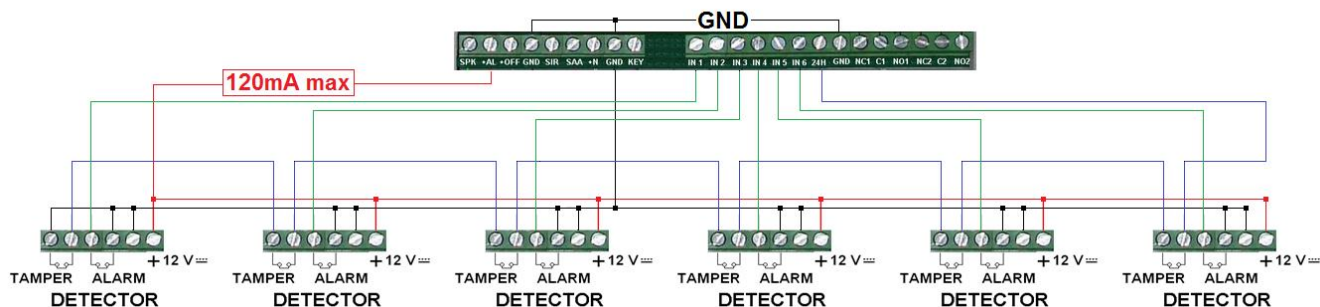 GND
SPK +AL +OFF GND SIR SAA +N GND KEY IN 1 IN 2 IN 3 IN 4 IN 5 IN 6 24H GND NC1 C1 NO1 NC2 C2 NO2
120mA max
+ 12 V + 12 V + 12 V + 12 V + 12 V + 12 V
TAMPER ALARM TAMPER ALARM TAMPER ALARM TAMPER ALARM TAMPER ALARM TAMPER ALARM
DETECTOR DETECTOR DETECTOR DETECTOR DETECTOR DETECTOR